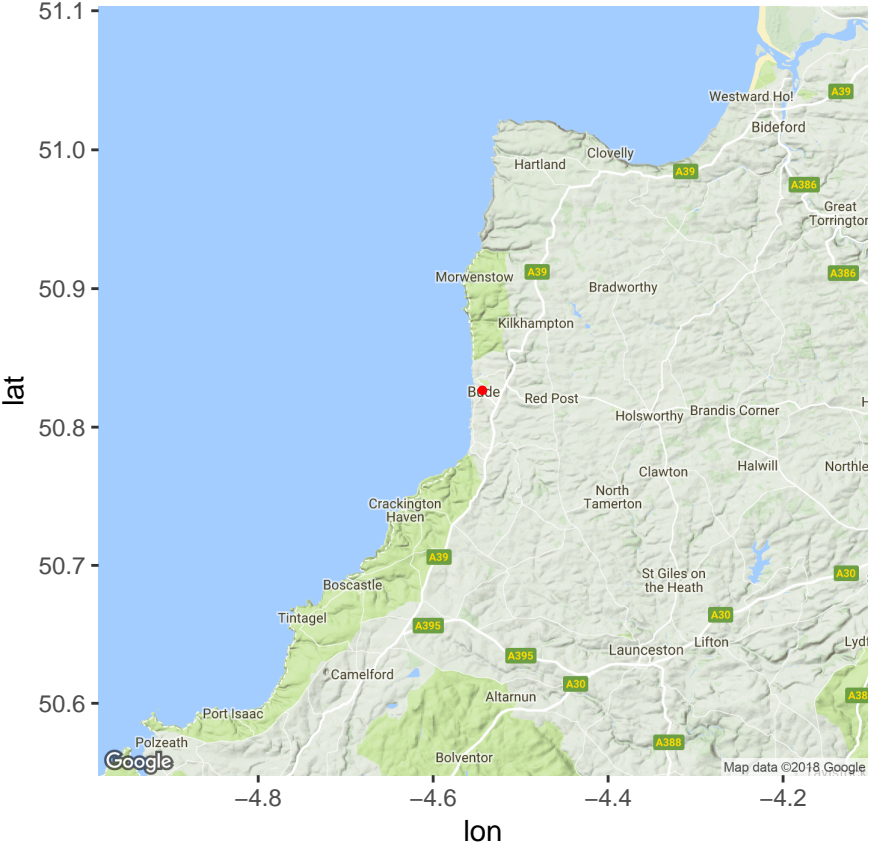 51.1
51.0
50.9
50.8
50.7
50.6
lat
Westward Ho!
A39
Bideford
Clovelly
Hartland
A39
A386
Great
Torrington
Morwenstow
A39
A386
Bradworthy
Kilkhampton
Bude
Red Post
Holsworthy
Brandis Corner
H
Clawton
Halwill
Northle
North
Tamerton
Crackington
Haven
A39
St Giles on
the Heath
A30
Boscastle
A30
Tintagel
A395
Launceston
Lifton
Lydf
A395
Camelford
A30
Altarnun
A38
Port Isaac
Polzeath
A388
Bolventor
Google
Map data ©2018 Google
−4.8
−4.6
−4.4
−4.2
lon